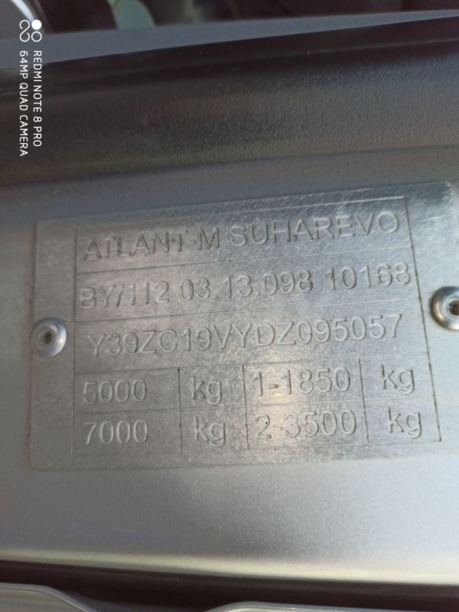 REDMI NOTE 8 PRO
64MP QUAD CAMERA
ATLANT-M SUHAREVO
BY/112 03.13.098 10168
Y39ZC19VYDZ095057
5000 kg 1-1850 kg
7000 kg 2-3500 kg